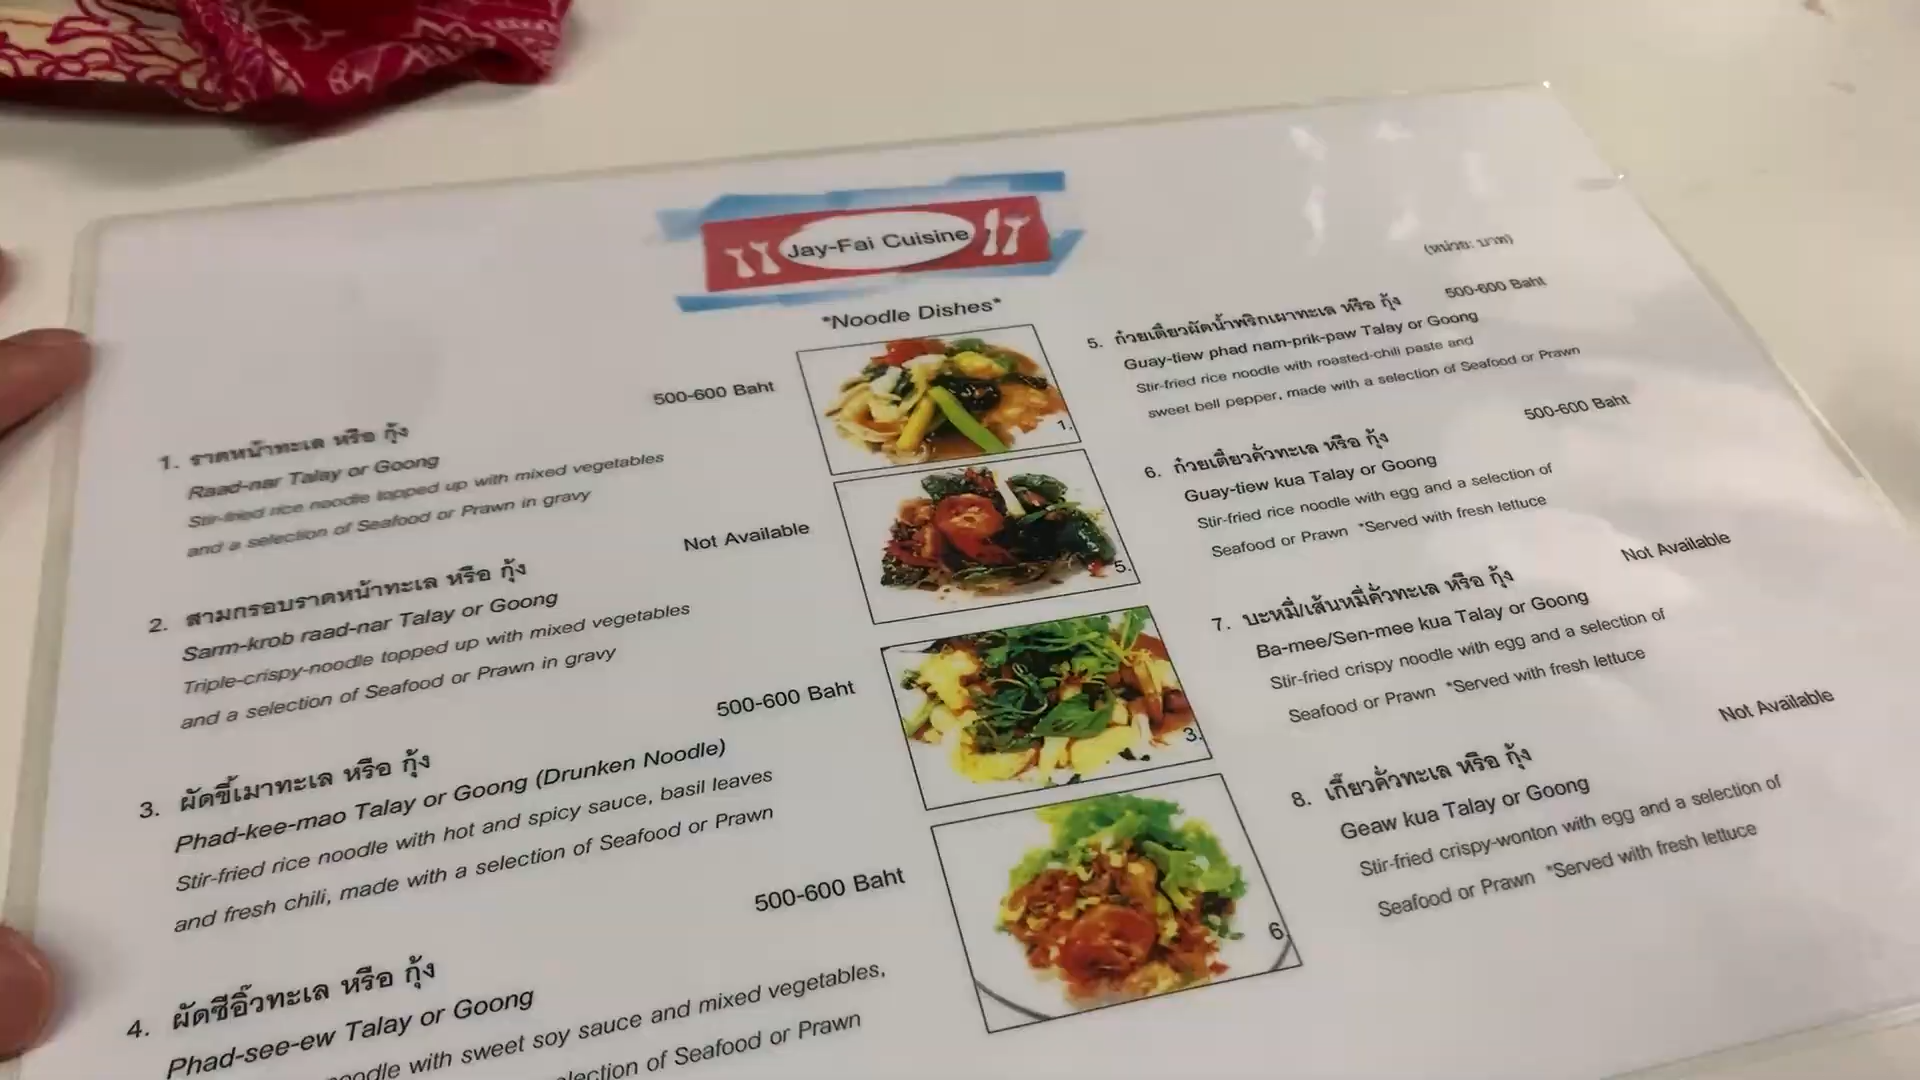 Jay-Fai Cuisine
(หน่วย: บาท)
*Noodle Dishes*
500-600 Baht
1. ราดหน้าทะเล หรือ กุ้ง
Raad-nar Talay or Goong
Stir-fried rice noodle topped up with mixed vegetables
and a selection of Seafood or Prawn in gravy
Not Available
2. สามกรอบราดหน้าทะเล หรือ กุ้ง
Sarm-krob raad-nar Talay or Goong
Triple-crispy-noodle topped up with mixed vegetables
and a selection of Seafood or Prawn in gravy
500-600 Baht
3. ผัดขี้เมาทะเล หรือ กุ้ง
Phad-kee-mao Talay or Goong (Drunken Noodle)
Stir-fried rice noodle with hot and spicy sauce, basil leaves
and fresh chili, made with a selection of Seafood or Prawn
500-600 Baht
4. ผัดซีอิ๊วทะเล หรือ กุ้ง
Phad-see-ew Talay or Goong
noodle with sweet soy sauce and mixed vegetables,
selection of Seafood or Prawn
1.
5.
3.
6.
500-600 Baht
5. ก๋วยเตี๋ยวผัดน้ำพริกเผาทะเล หรือ กุ้ง
Guay-tiew phad nam-prik-paw Talay or Goong
Stir-fried rice noodle with roasted-chili paste and
sweet bell pepper, made with a selection of Seafood or Prawn
500-600 Baht
6. ก๋วยเตี๋ยวคั่วทะเล หรือ กุ้ง
Guay-tiew kua Talay or Goong
Stir-fried rice noodle with egg and a selection of
Seafood or Prawn *Served with fresh lettuce
Not Available
7. บะหมี่/เส้นหมี่คั่วทะเล หรือ กุ้ง
Ba-mee/Sen-mee kua Talay or Goong
Stir-fried crispy noodle with egg and a selection of
Seafood or Prawn *Served with fresh lettuce
Not Available
8. เกี๊ยวคั่วทะเล หรือ กุ้ง
Geaw kua Talay or Goong
Stir-fried crispy-wonton with egg and a selection of
Seafood or Prawn *Served with fresh lettuce